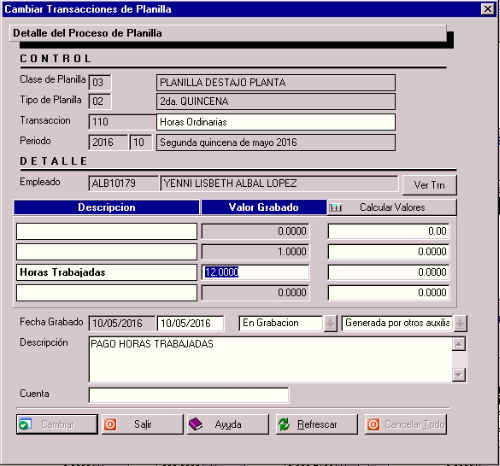 Cambiar Transacciones de Planilla
Detalle del Proceso de Planilla
CONTROL
Clase de Planilla 03 PLANILLA DESTAJO PLANTA
Tipo de Planilla 02 2da. QUINCENA
Transaccion 110 Horas Ordinarias
Periodo 2016 10 Segunda quincena de mayo 2016
DETALLE
Empleado ALB10179 YENNI LISBETH ALBAL LOPEZ Ver Trn
Descripcion Valor Grabado Calcular Valores
0.0000 0.00
1.0000 0.0000
Horas Trabajadas 12.0000 0.0000
0.0000 0.0000
Fecha Grabado 10/05/2016 10/05/2016 En Grabacion Generada por otros auxilia
Descripción PAGO HORAS TRABAJADAS
Cuenta
Cambiar Salir Ayuda Refrescar Cancelar Todo